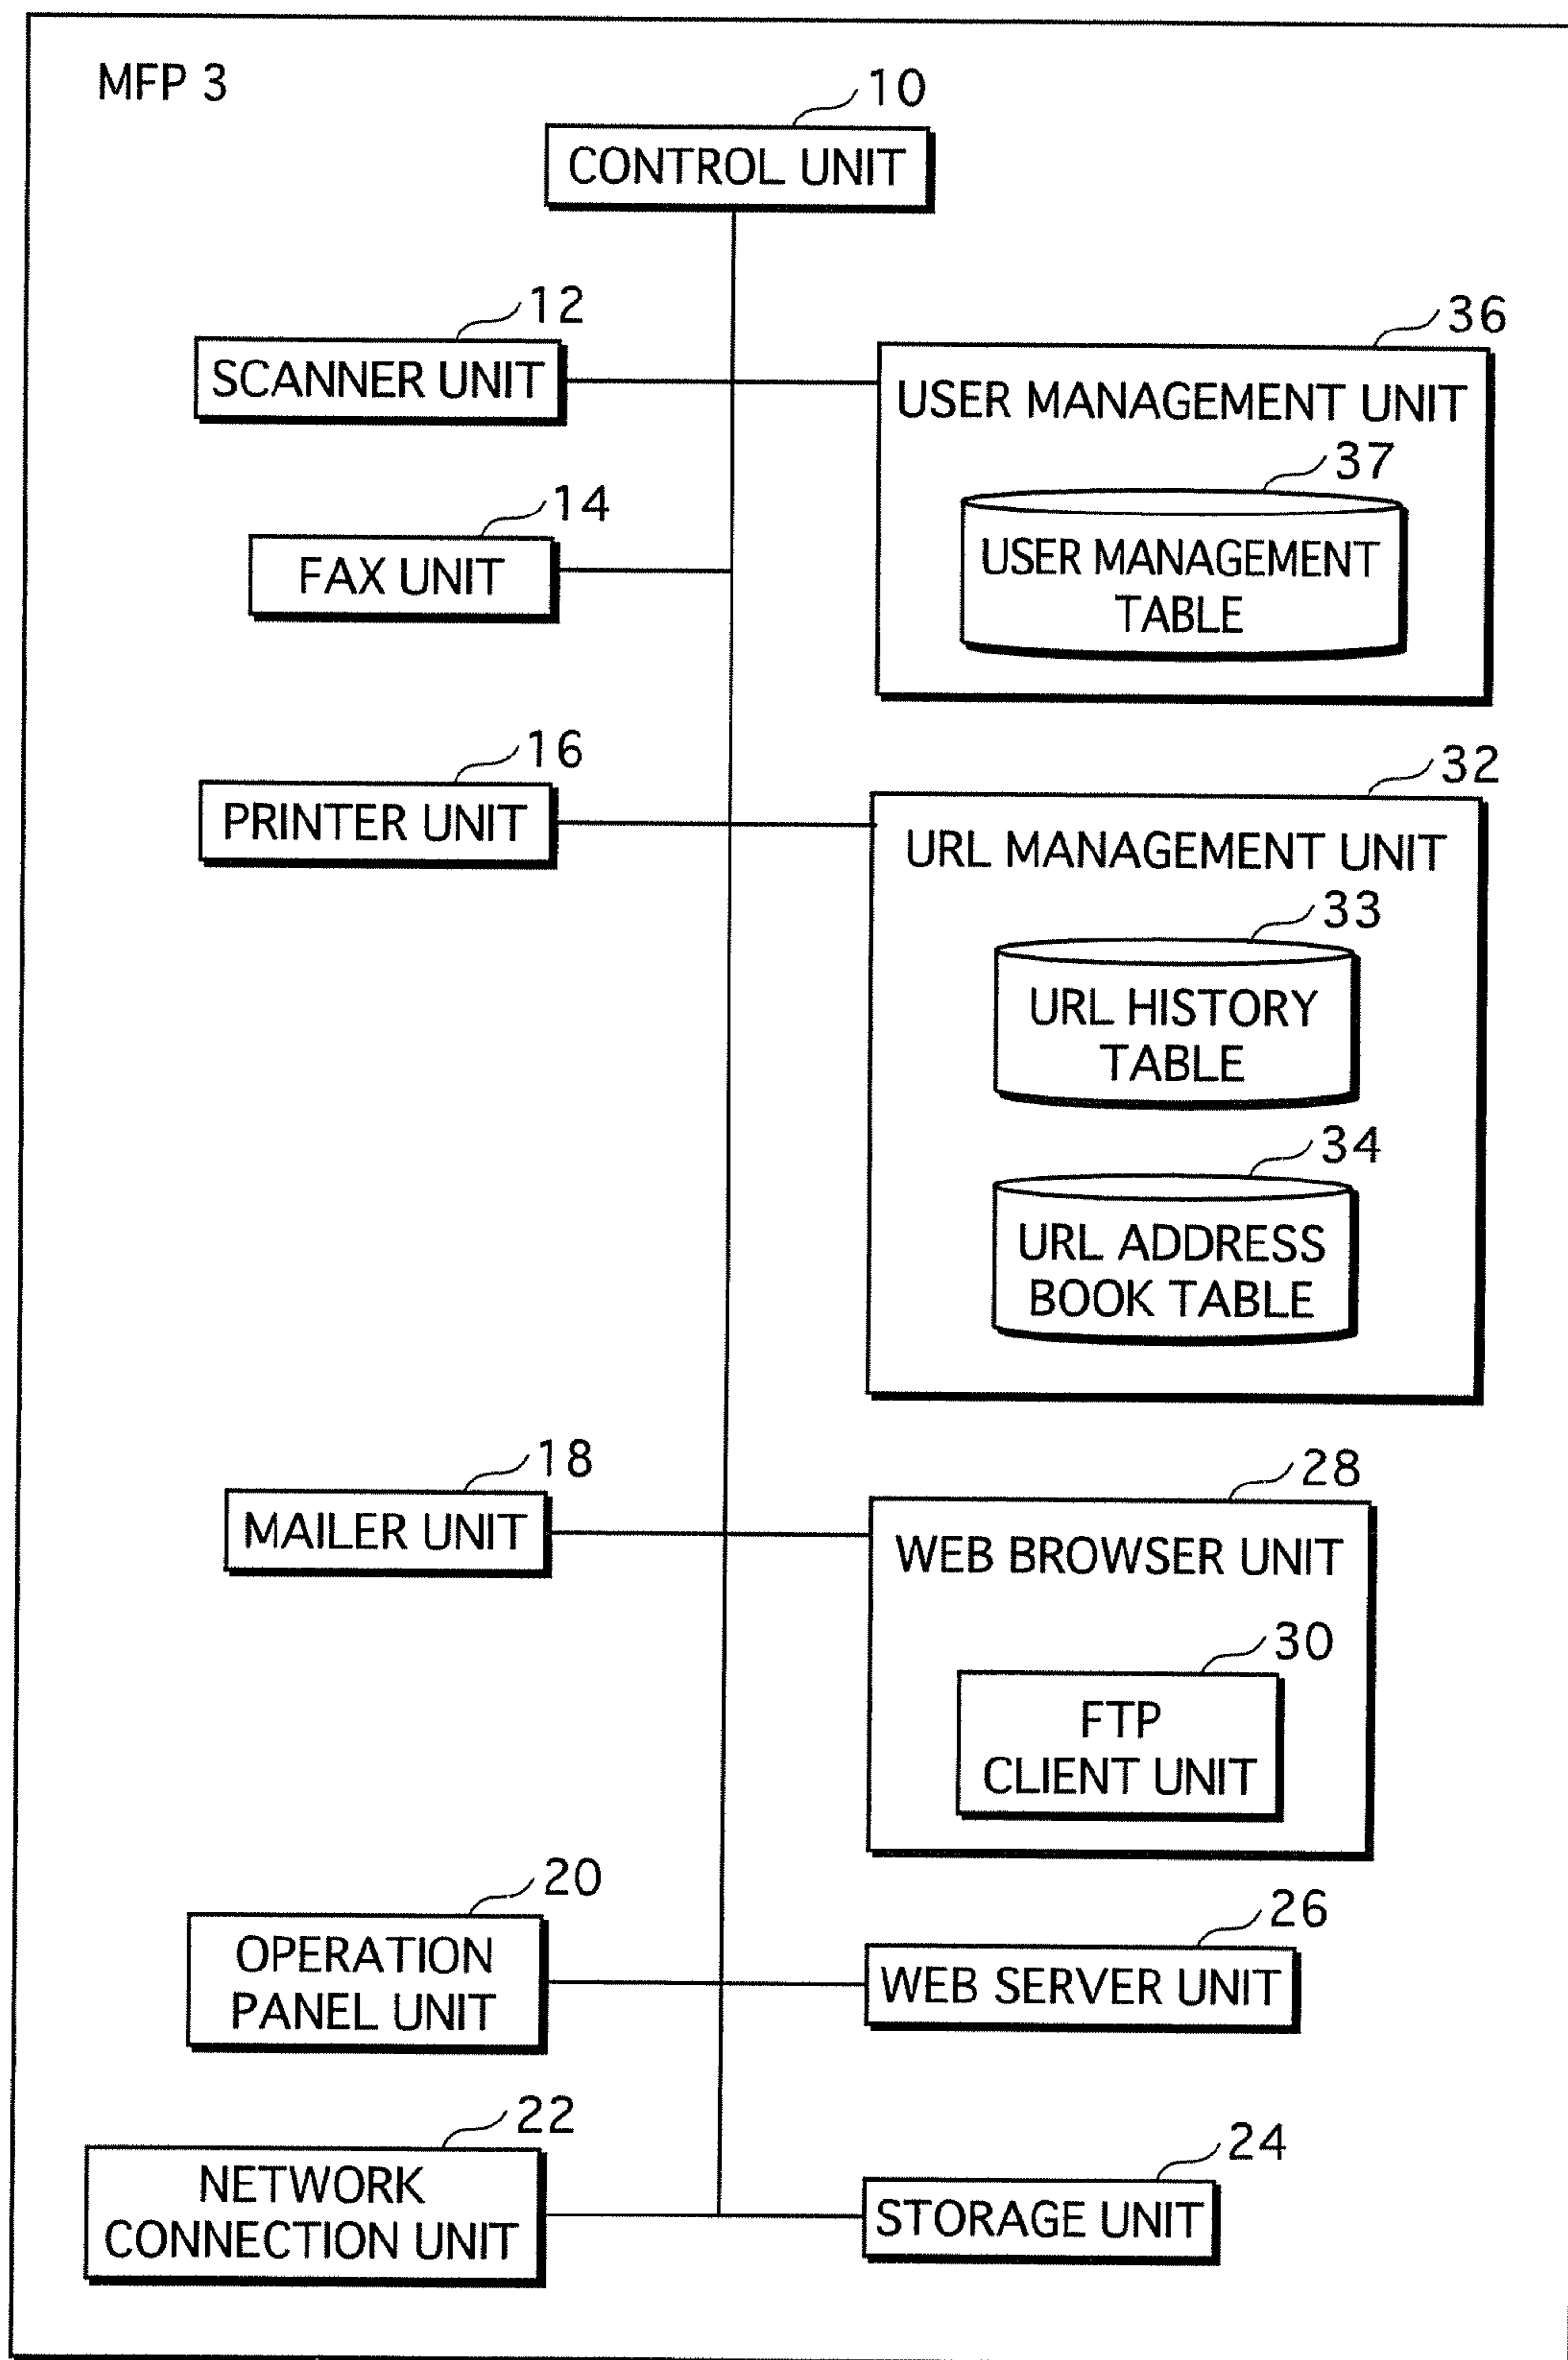 MFP 3
10
CONTROL UNIT
12
SCANNER UNIT
36
USER MANAGEMENT UNIT
37
USER MANAGEMENT
TABLE
14
FAX UNIT
16
PRINTER UNIT
32
URL MANAGEMENT UNIT
33
URL HISTORY
TABLE
34
URL ADDRESS
BOOK TABLE
18
MAILER UNIT
28
WEB BROWSER UNIT
30
FTP
CLIENT UNIT
20
OPERATION
PANEL UNIT
26
WEB SERVER UNIT
22
NETWORK
CONNECTION UNIT
24
STORAGE UNIT